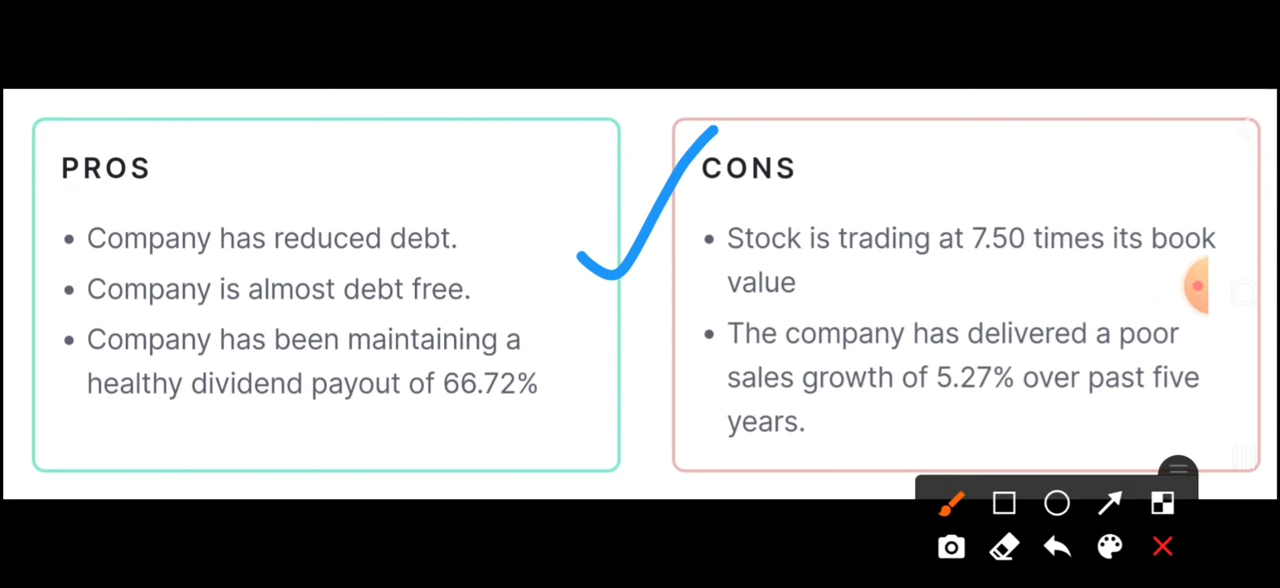 PROS
• Company has reduced debt.
• Company is almost debt free.
• Company has been maintaining a
healthy dividend payout of 66.72%
CONS
• Stock is trading at 7.50 times its book
value
• The company has delivered a poor
sales growth of 5.27% over past five
years.